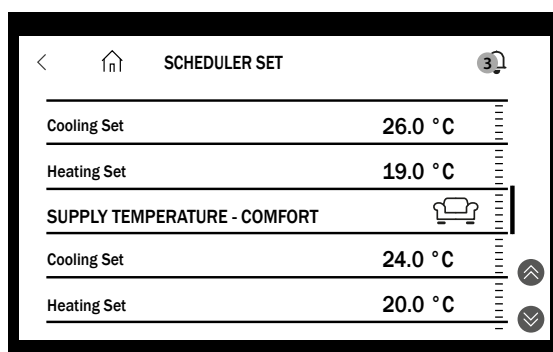 SCHEDULER SET
3
Cooling Set 26.0 °C
Heating Set 19.0 °C
SUPPLY TEMPERATURE - COMFORT
Cooling Set 24.0 °C
Heating Set 20.0 °C